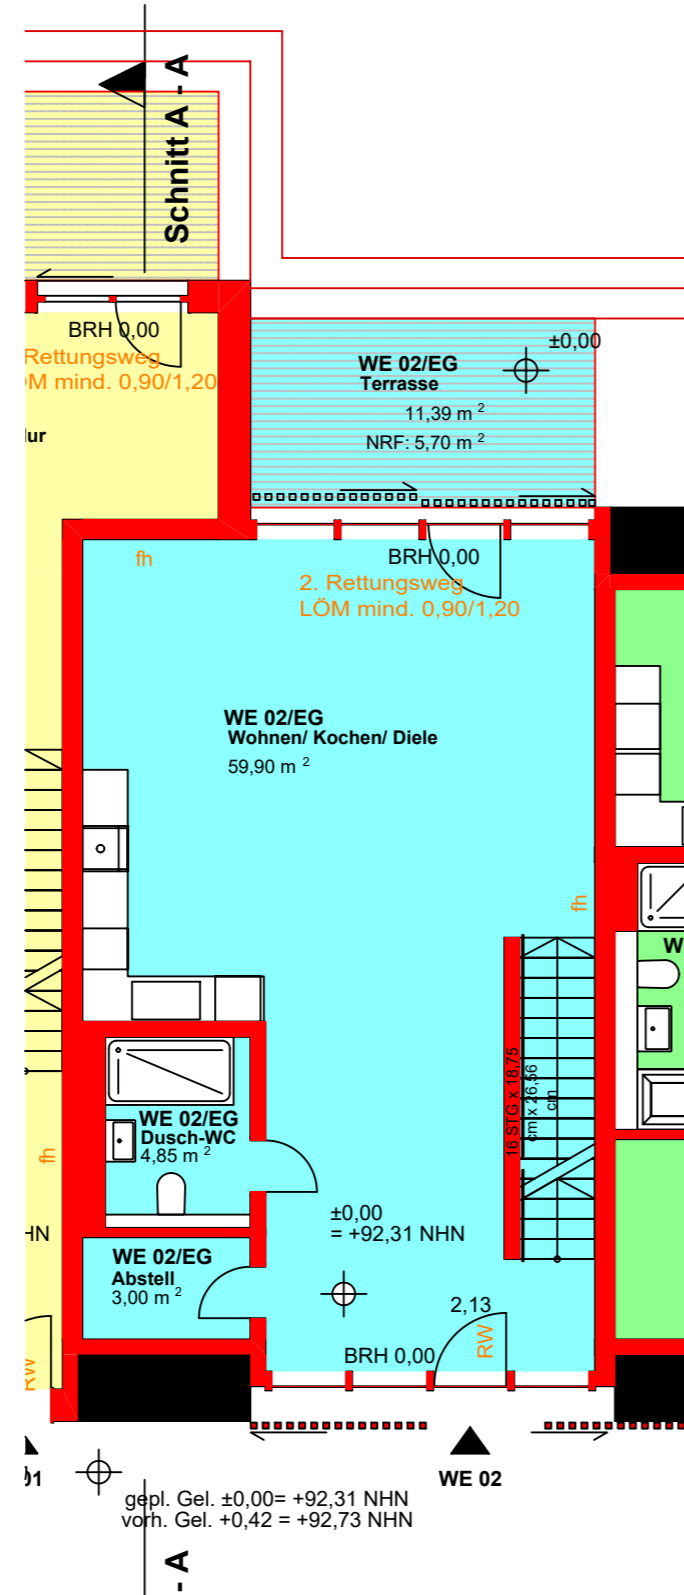 Schnitt A - A
BRH 0,00
Rettungsweg
ÖM mind. 0,90/1,20
lur
±0,00
WE 02/EG
Terrasse
11,39 m ²
NRF: 5,70 m ²
fh
BRH 0,00
2. Rettungsweg
LÖM mind. 0,90/1,20
WE 02/EG
Wohnen/ Kochen/ Diele
59,90 m ²
fh
W
16 STG x 18,75
cm x 26,56
cm
WE 02/EG
Dusch-WC
4,85 m ²
fh
±0,00
= +92,31 NHN
HN
WE 02/EG
Abstell
3,00 m ²
2,13
RW
BRH 0,00
RW
01
WE 02
gepl. Gel. ±0,00= +92,31 NHN
vorh. Gel. +0,42 = +92,73 NHN
- A